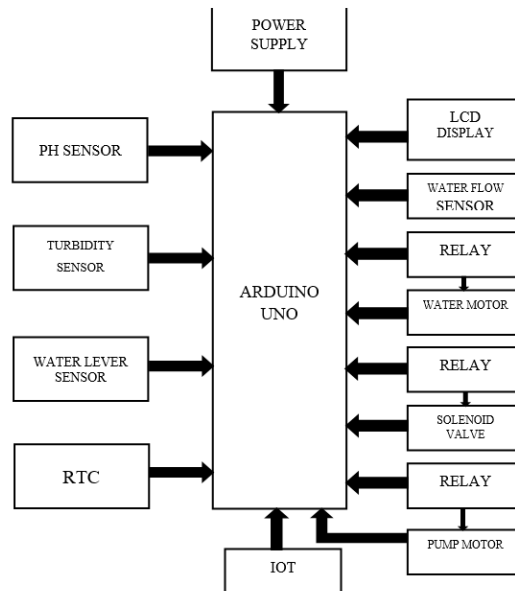 POWER
SUPPLY
PH SENSOR
TURBIDITY
SENSOR
WATER LEVER
SENSOR
RTC
ARDUINO
UNO
LCD
DISPLAY
WATER FLOW
SENSOR
RELAY
WATER MOTOR
RELAY
SOLENOID
VALVE
RELAY
PUMP MOTOR
IOT